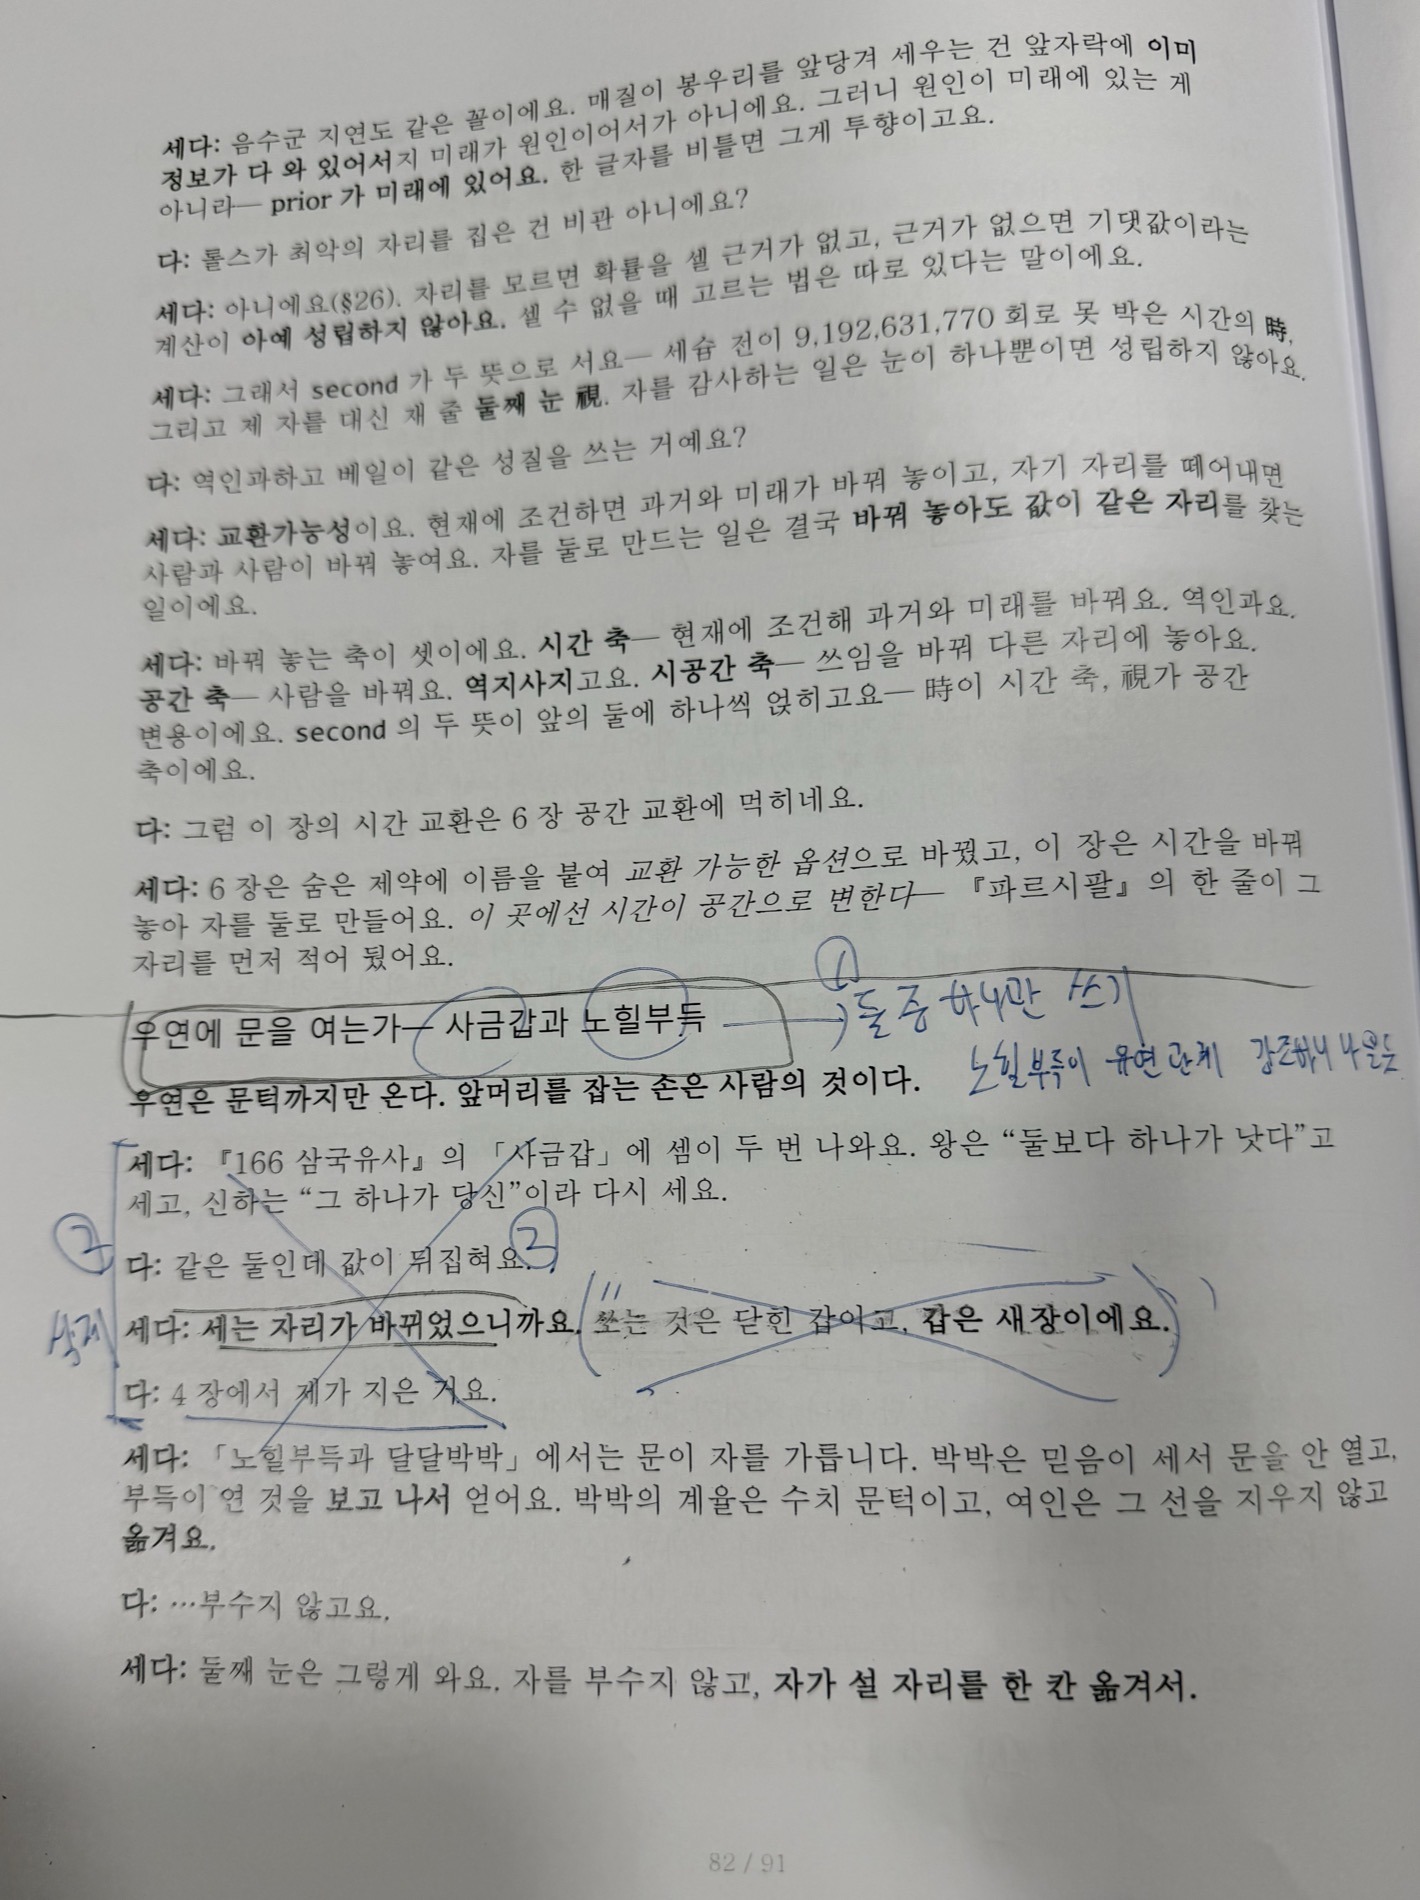 세다: 음수군 지연도 같은 꼴이에요. 매질이 봉우리를 앞당겨 세우는 건 앞자락에 이미
정보가 다 와 있어서지 미래가 원인이어서가 아니에요. 그러니 원인이 미래에 있는 게
아니라— prior 가 미래에 있어요. 한 글자를 비틀면 그게 투향이고요.
다: 롤스가 최악의 자리를 집은 건 비관 아니에요?
세다: 아니에요(§26). 자리를 모르면 확률을 셀 근거가 없고, 근거가 없으면 기댓값이라는
계산이 아예 성립하지 않아요. 셀 수 없을 때 고르는 법은 따로 있다는 말이에요.
세다: 그래서 second 가 두 뜻으로 서요— 세슘 전이 9,192,631,770 회로 못 박은 시간의 時,
그리고 제 자를 대신 재 줄 둘째 눈 視. 자를 감사하는 일은 눈이 하나뿐이면 성립하지 않아요.
다: 역인과하고 베일이 같은 성질을 쓰는 거예요?
세다: 교환가능성이요. 현재에 조건하면 과거와 미래가 바꿔 놓이고, 자기 자리를 떼어내면
사람과 사람이 바꿔 놓여요. 자를 둘로 만드는 일은 결국 바꿔 놓아도 값이 같은 자리를 찾는
일이에요.
세다: 바꿔 놓는 축이 셋이에요. 시간 축— 현재에 조건해 과거와 미래를 바꿔요. 역인과요.
공간 축— 사람을 바꿔요. 역지사지고요. 시공간 축— 쓰임을 바꿔 다른 자리에 놓아요.
변용이에요. second 의 두 뜻이 앞의 둘에 하나씩 얹히고요— 時이 시간 축, 視가 공간
축이에요.
다: 그럼 이 장의 시간 교환은 6 장 공간 교환에 먹히네요.
세다: 6 장은 숨은 제약에 이름을 붙여 교환 가능한 옵션으로 바꿨고, 이 장은 시간을 바꿔
놓아 자를 둘로 만들어요. 이 곳에선 시간이 공간으로 변한다— 『파르시팔』의 한 줄이 그
자리를 먼저 적어 뒀어요.
①
우연에 문을 여는가— 사금갑과 노힐부득
둘 중 하나만 쓰기
노힐부득이 유연관계
우연은 문턱까지만 온다. 앞머리를 잡는 손은 사람의 것이다.
세다: 『166 삼국유사』의 「사금갑」에 셈이 두 번 나와요. 왕은 “둘보다 하나가 낫다”고
세고, 신하는 “그 하나가 당신”이라 다시 세요.
②
다: 같은 둘인데 값이 뒤집혀요.
②
삭제
세다: 세는 자리가 바뀌었으니까요. 쏘는 것은 닫힌 갑이고, 갑은 새장이에요.
다: 4 장에서 제가 지은 거요.
세다: 「노힐부득과 달달박박」에서는 문이 자를 가릅니다. 박박은 믿음이 세서 문을 안 열고,
부득이 연 것을 보고 나서 얻어요. 박박의 계율은 수치 문턱이고, 여인은 그 선을 지우지 않고
옮겨요.
다: …부수지 않고요.
세다: 둘째 눈은 그렇게 와요. 자를 부수지 않고, 자가 설 자리를 한 칸 옮겨서.
82 / 91